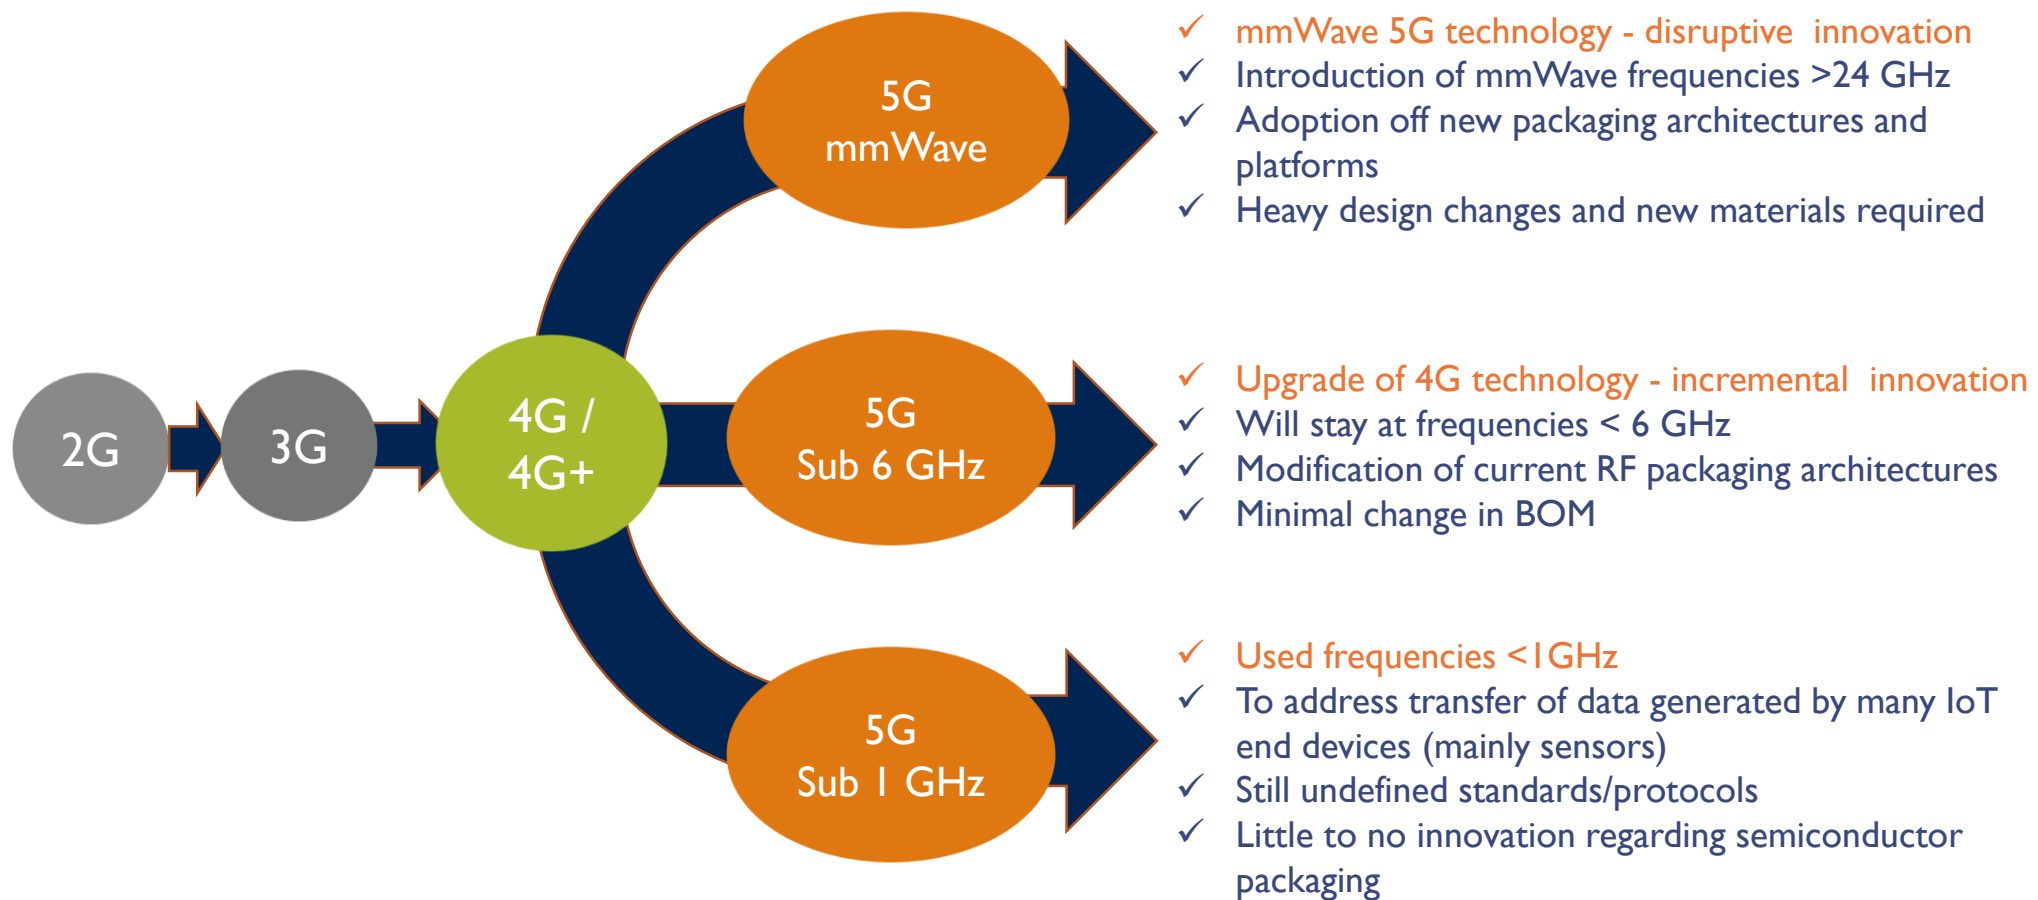 2G
3G
4G /
4G+
5G
mmWave
✓ mmWave 5G technology - disruptive innovation
✓ Introduction of mmWave frequencies >24 GHz
✓ Adoption off new packaging architectures and
platforms
✓ Heavy design changes and new materials required
5G
Sub 6 GHz
✓ Upgrade of 4G technology - incremental innovation
✓ Will stay at frequencies < 6 GHz
✓ Modification of current RF packaging architectures
✓ Minimal change in BOM
5G
Sub 1 GHz
✓ Used frequencies <1GHz
✓ To address transfer of data generated by many IoT
end devices (mainly sensors)
✓ Still undefined standards/protocols
✓ Little to no innovation regarding semiconductor
packaging